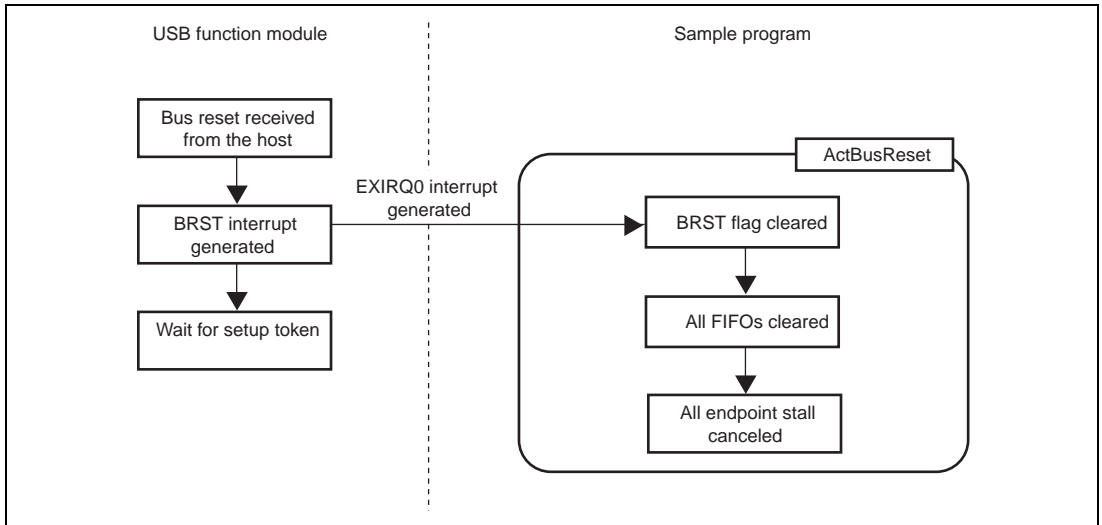 USB function module
Sample program
Bus reset received
from the host
ActBusReset
EXIRQ0 interrupt
generated
BRST interrupt
generated
BRST flag cleared
Wait for setup token
All FIFOs cleared
All endpoint stall
canceled